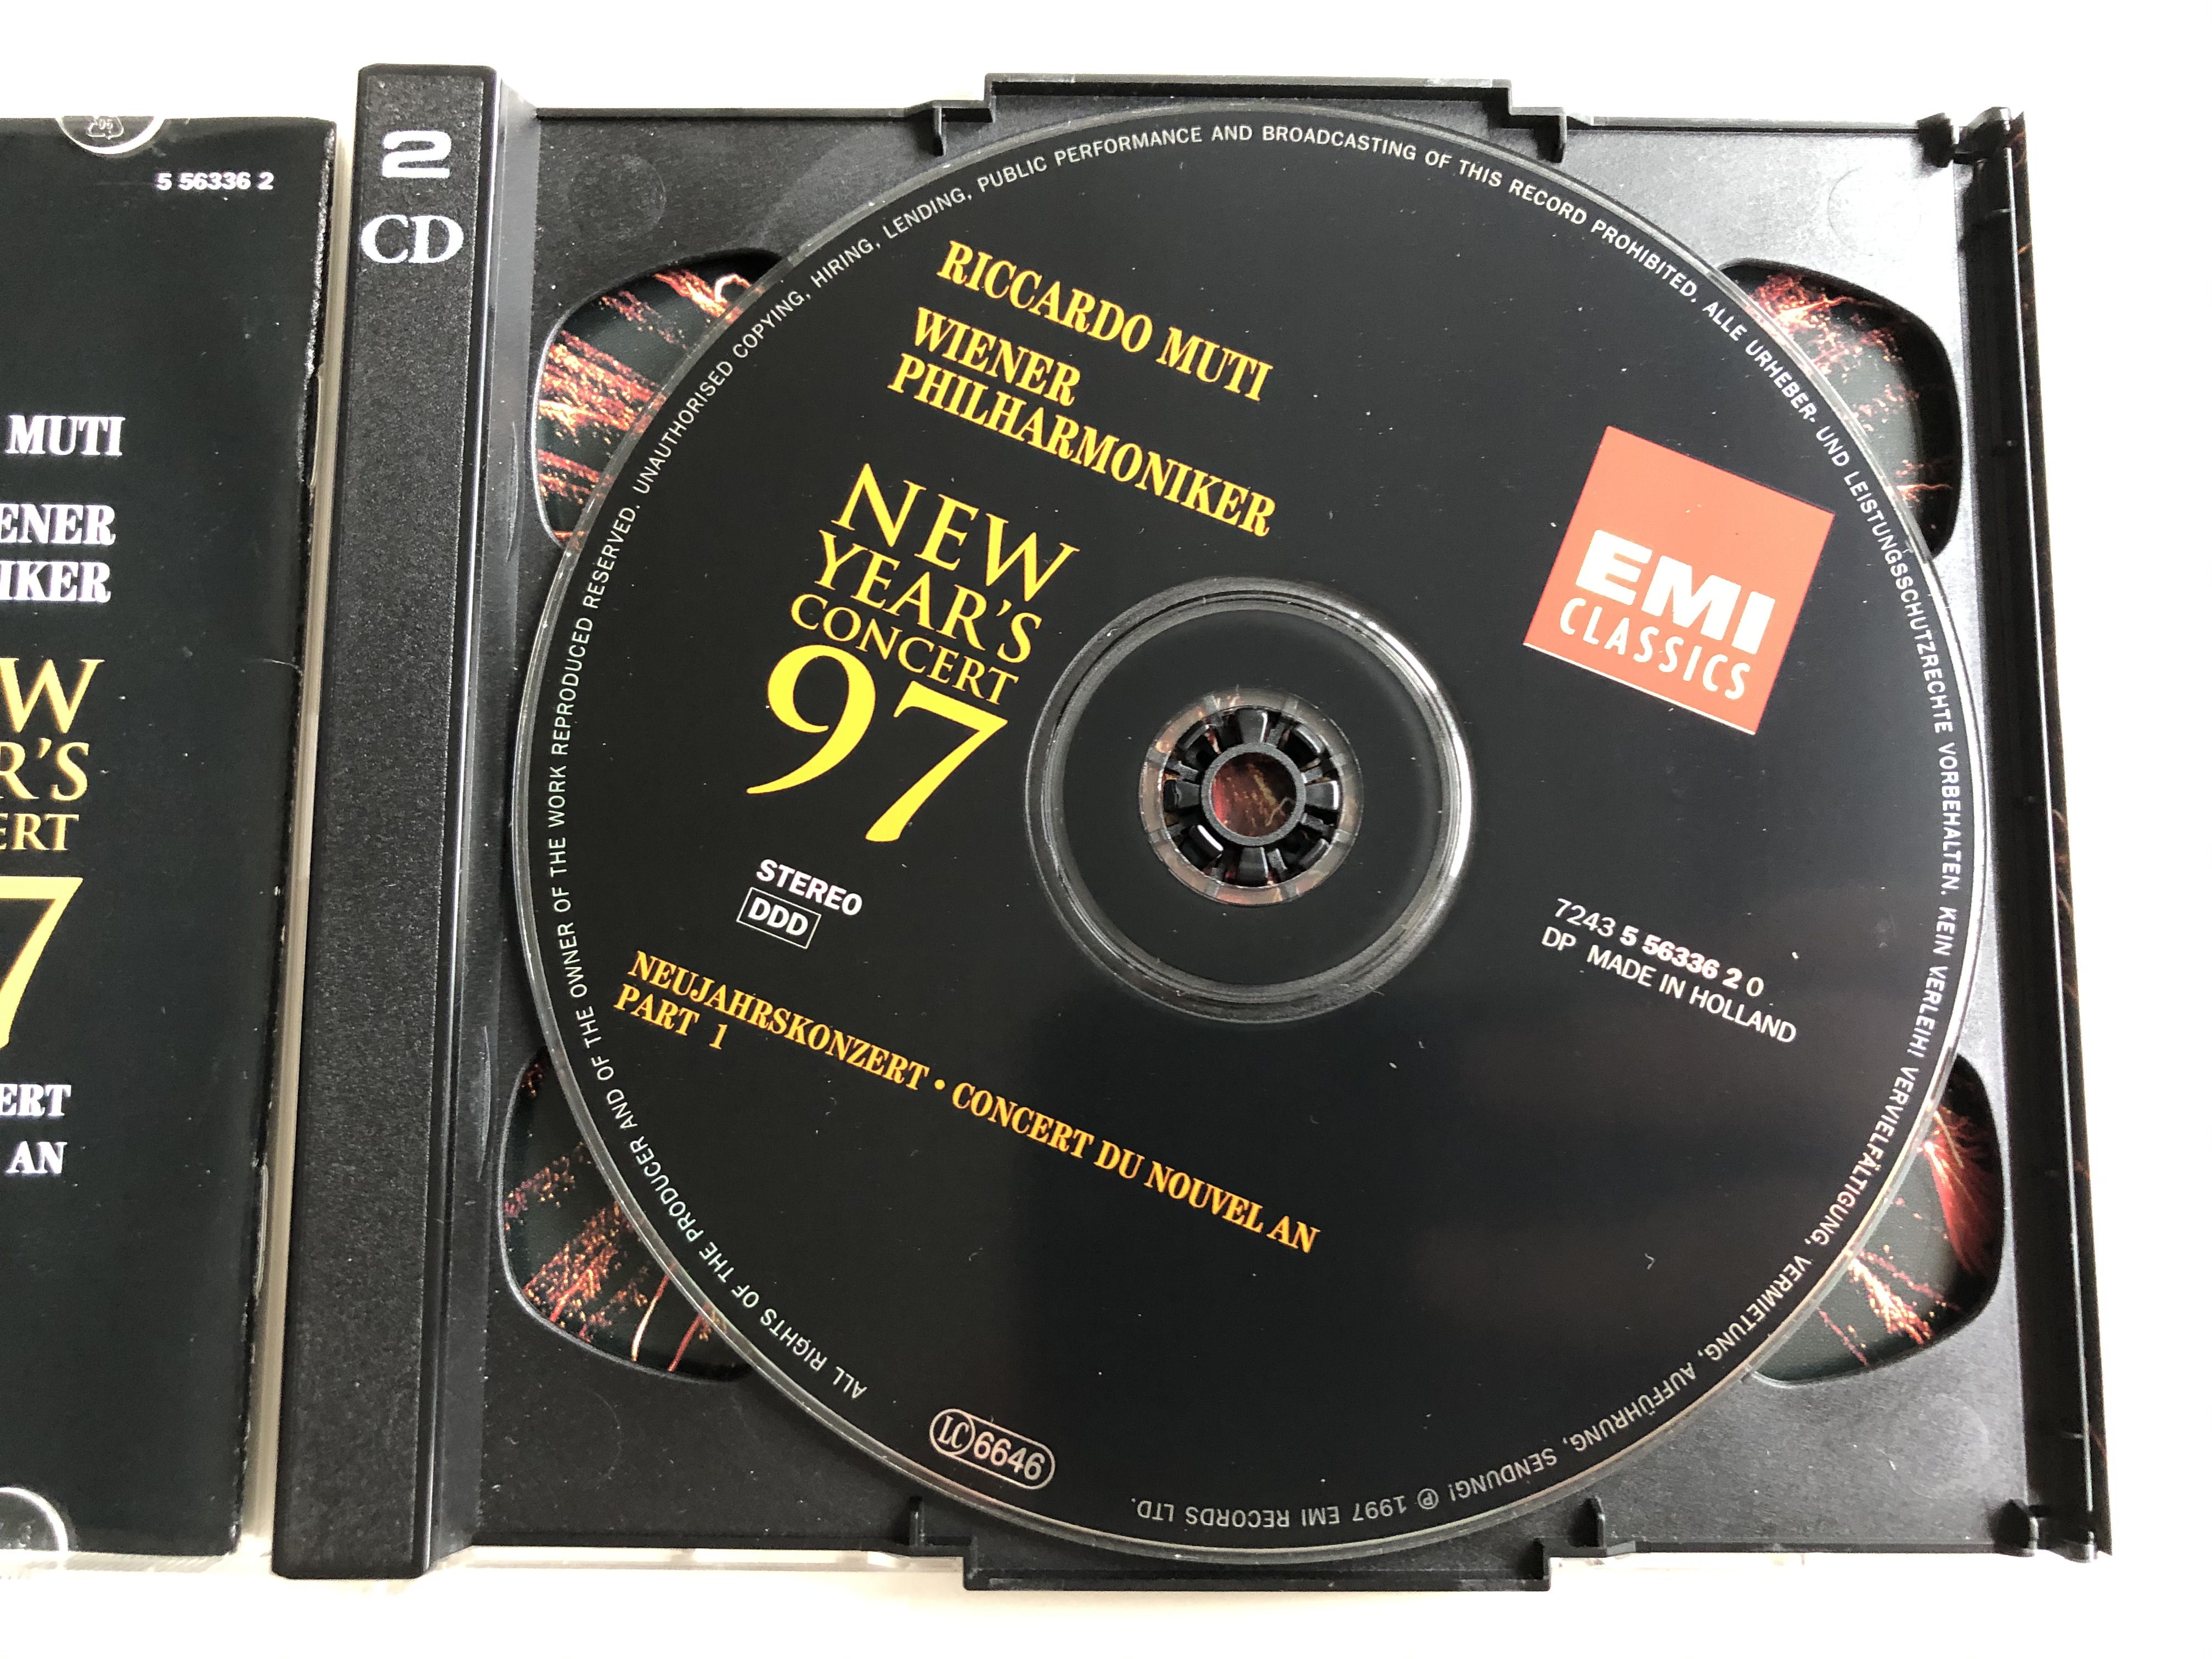 5 56336 2
MUTI
ENER
IKER
W
R'S
ERT
7
ERT
AN
2
CD
RICCARDO MUTI
WIENER
PHILHARMONIKER
NEW
YEAR'S
CONCERT
97
STEREO
DDD
NEUJAHRSKONZERT • CONCERT DU NOUVEL AN
PART 1
EMI
CLASSICS
7243 5 56336 2 0
DP MADE IN HOLLAND
ALL RIGHTS OF THE PRODUCER AND OF THE OWNER OF THE WORK REPRODUCED RESERVED. UNAUTHORISED COPYING, HIRING, LENDING, PUBLIC PERFORMANCE AND BROADCASTING OF THIS RECORD PROHIBITED. ALLE URHEBER- UND LEISTUNGSSCHUTZRECHTE VORBEHALTEN. KEIN VERLEIH! VERVIELFÄLTIGUNG, VERMIETUNG, AUFFÜHRUNG, SENDUNG! ℗ 1997 EMI RECORDS LTD.
LC 6646